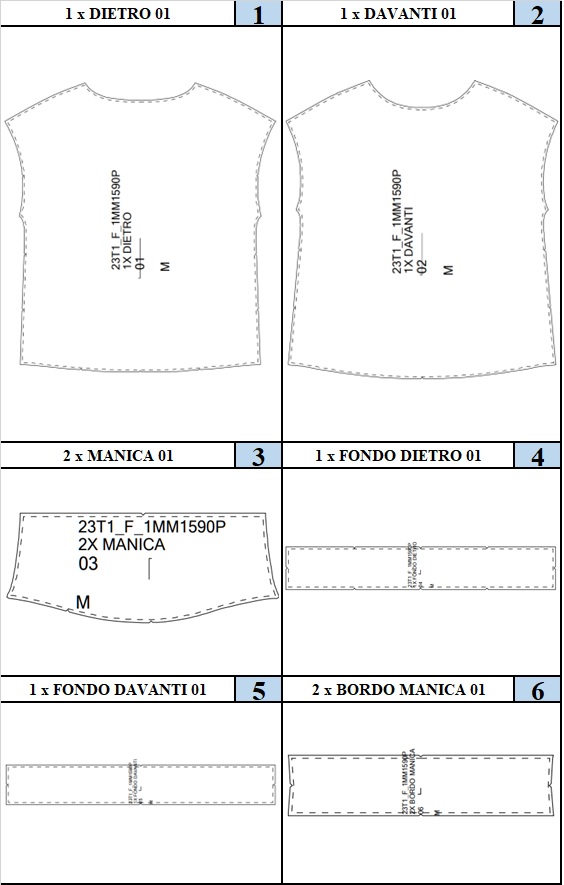 1 x DIETRO 01
1
1 x DAVANTI 01
2
23T1_F_1MM1590P
1X DIETRO
01
M
23T1_F_1MM1590P
1X DAVANTI
02
M
2 x MANICA 01
3
1 x FONDO DIETRO 01
4
23T1_F_1MM1590P
2X MANICA
03
M
23T1_F_1MM1590P
1X FONDO DIETRO
04
M
1 x FONDO DAVANTI 01
5
2 x BORDO MANICA 01
6
23T1_F_1MM1590P
1X FONDO DAVANTI
M
23T1_F_1MM1590P
2X BORDO MANICA
06
M